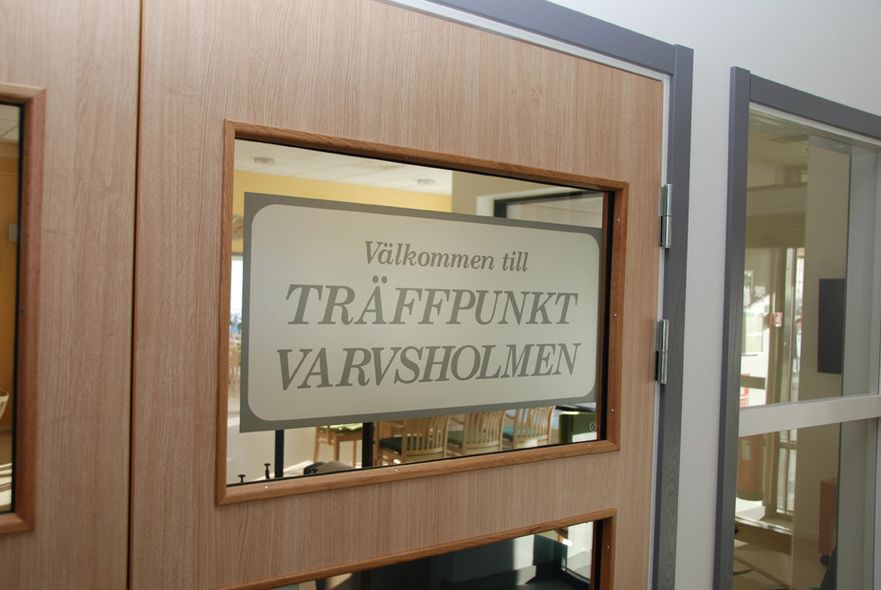 Välkommen till
TRÄFFPUNKT
VARVSHOLMEN